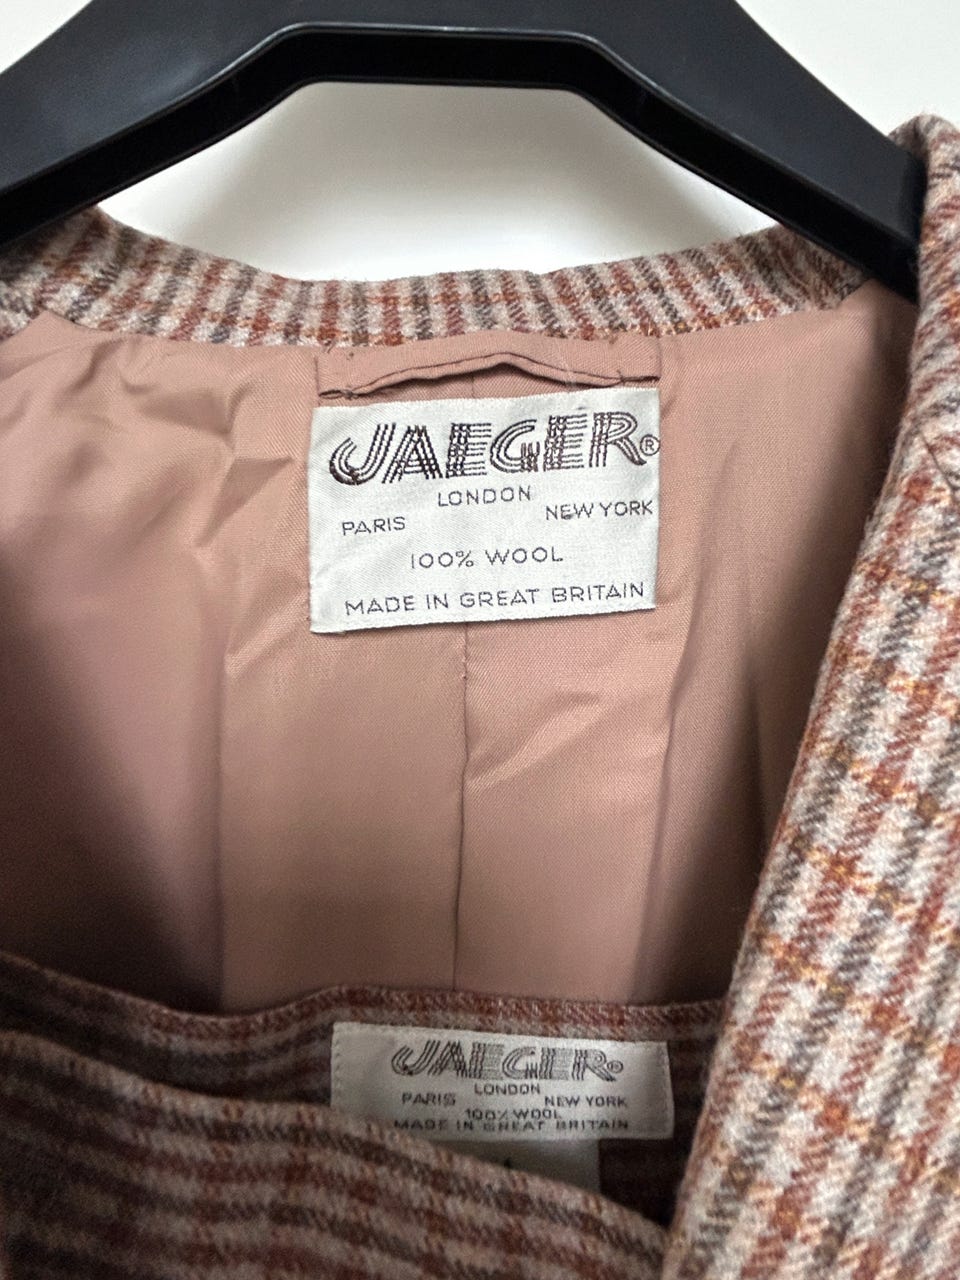 JAEGER®
LONDON
PARIS NEW YORK
100% WOOL
MADE IN GREAT BRITAIN
JAEGER®
LONDON
PARIS NEW YORK
100% WOOL
MADE IN GREAT BRITAIN